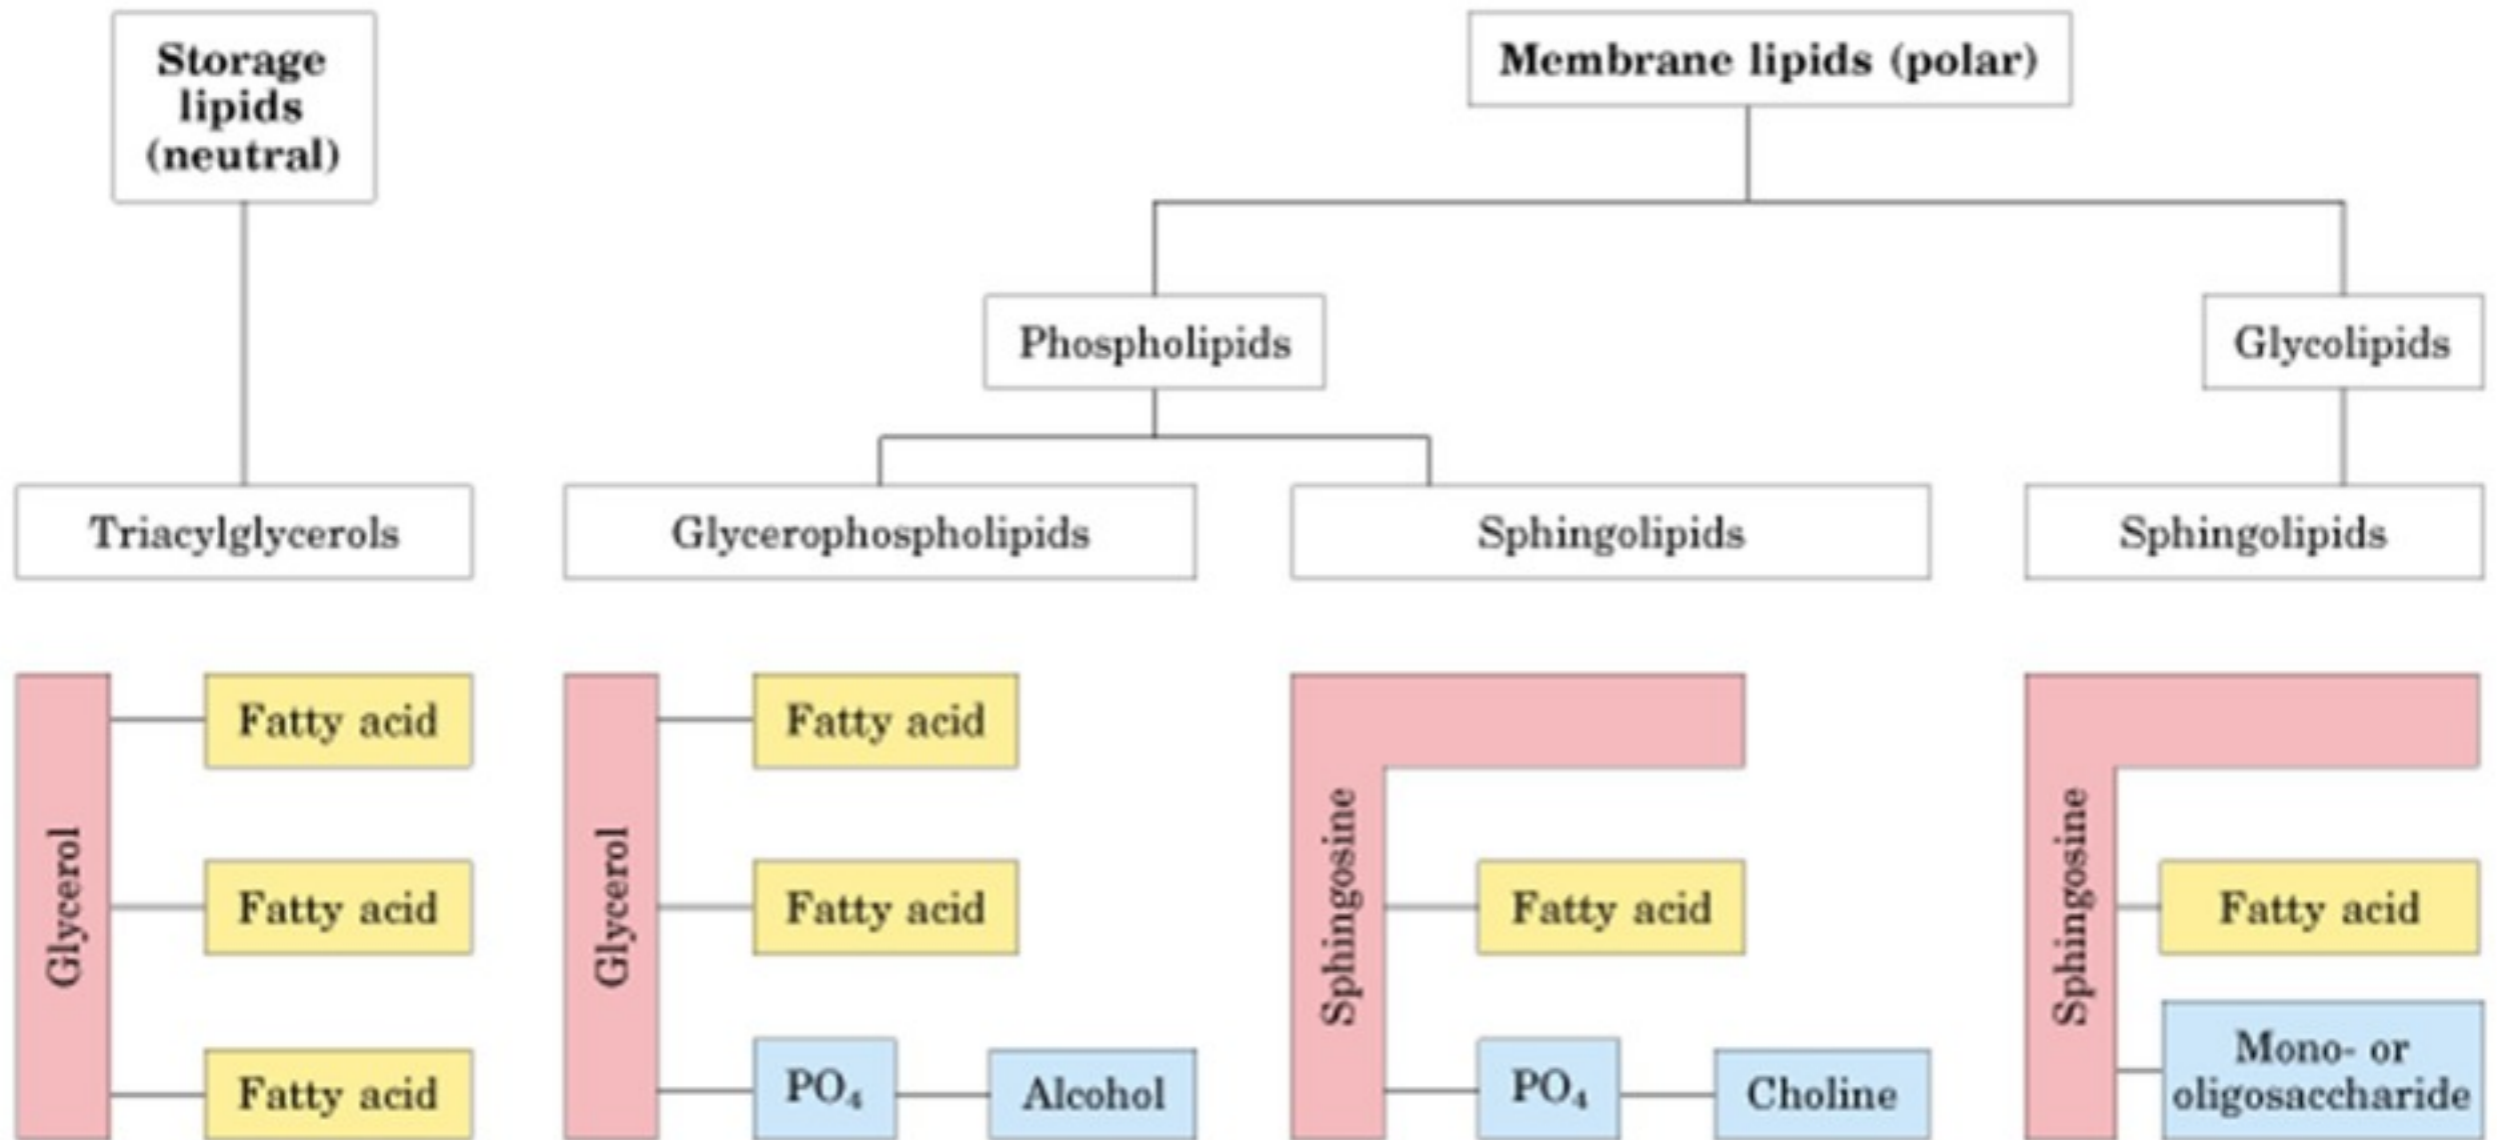 Storage
lipids
(neutral)
Membrane lipids (polar)
Phospholipids
Glycolipids
Triacylglycerols
Glycerophospholipids
Sphingolipids
Sphingolipids
Glycerol
Fatty acid
Fatty acid
Fatty acid
Glycerol
Fatty acid
Fatty acid
PO₄
Alcohol
Sphingosine
Fatty acid
PO₄
Choline
Sphingosine
Fatty acid
Mono- or
oligosaccharide